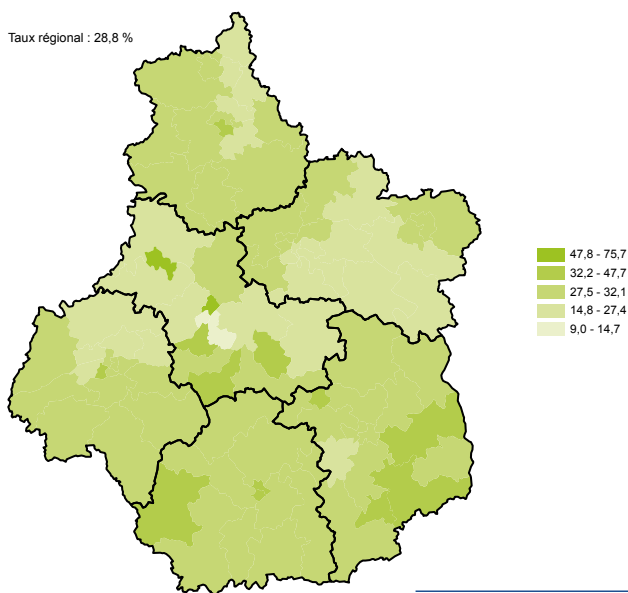 Taux régional : 28,8 %
47,8 - 75,7
32,2 - 47,7
27,5 - 32,1
14,8 - 27,4
9,0 - 14,7